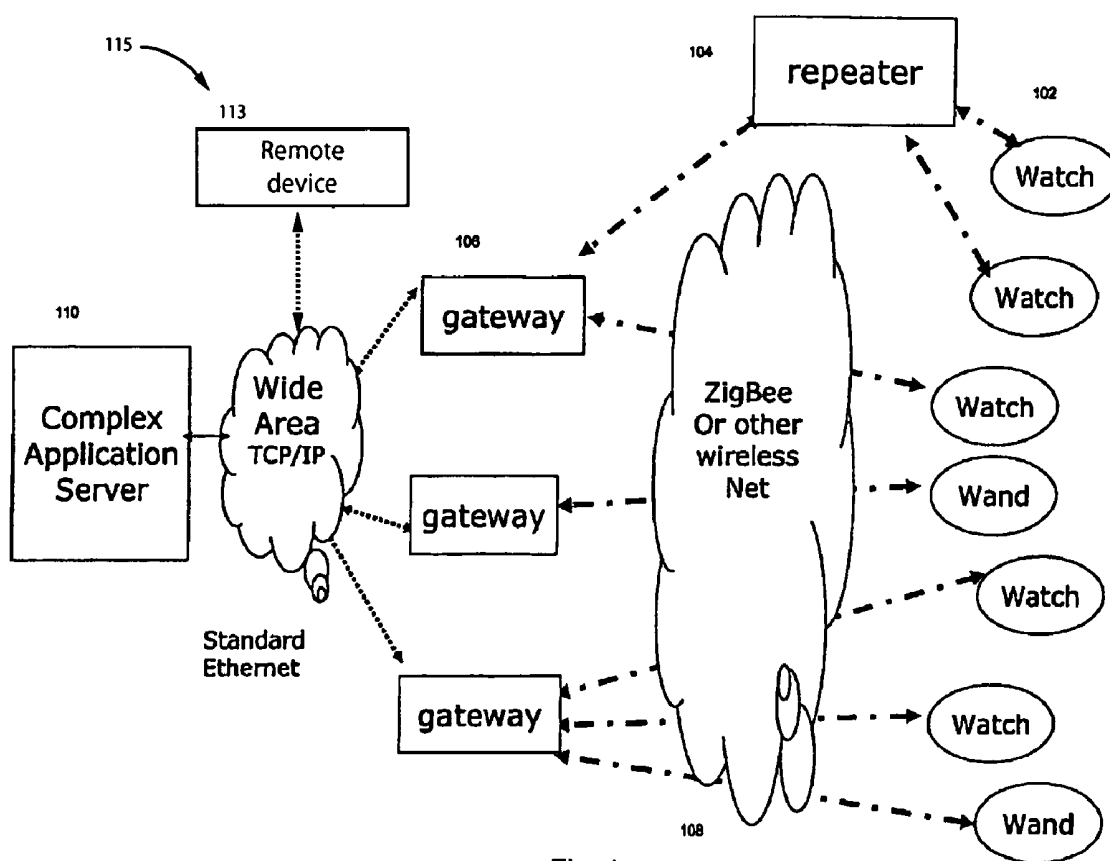 115
104
repeater
102
113
Remote
device
Watch
106
gateway
Watch
110
Complex
Application
Server
Wide
Area
TCP/IP
ZigBee
Or other
wireless
Net
Watch
gateway
Wand
Watch
Standard
Ethernet
gateway
Watch
Wand
108